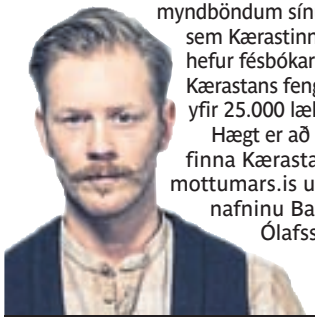 myndböndum sín
sem Kærastinn
hefur fésbókar
Kærastans feng
yfir 25.000 læl
Hægt er að
finna Kærasta
mottumars.is u
nafninu Ba
Ólafss